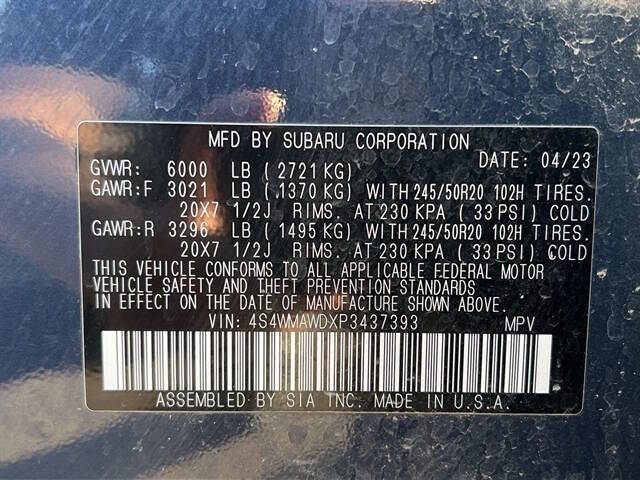 MFD BY SUBARU CORPORATION
GVWR: 6000 LB ( 2721 KG) DATE: 04/23
GAWR:F 3021 LB ( 1370 KG) WITH 245/50R20 102H TIRES.
20X7 1/2J RIMS. AT 230 KPA ( 33 PSI) COLD
GAWR:R 3296 LB ( 1495 KG) WITH 245/50R20 102H TIRES.
20X7 1/2J RIMS. AT 230 KPA ( 33 PSI) COLD
THIS VEHICLE CONFORMS TO ALL APPLICABLE FEDERAL MOTOR
VEHICLE SAFETY AND THEFT PREVENTION STANDARDS
IN EFFECT ON THE DATE OF MANUFACTURE SHOWN ABOVE.
VIN: 4S4WMAWDXP3437393 MPV
ASSEMBLED BY SIA INC. MADE IN U.S.A.